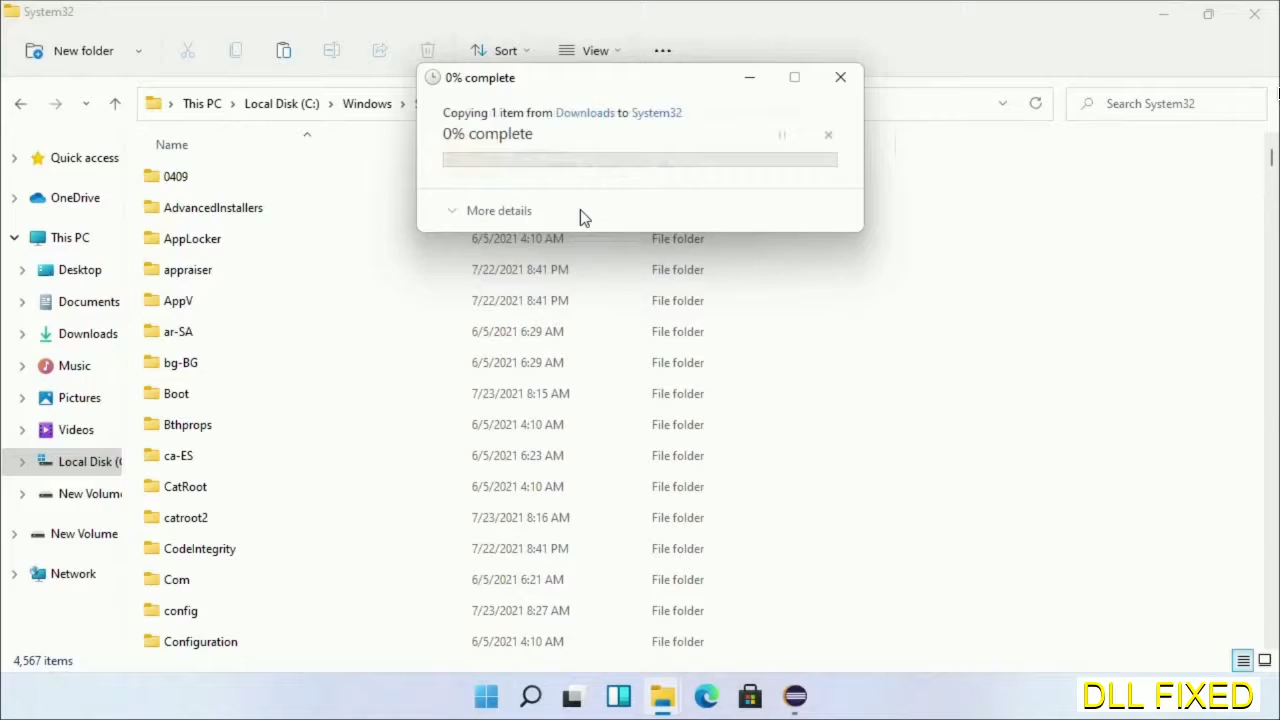 System32
New folder
Sort
View
0% complete
Copying 1 item from Downloads to System32
0% complete
More details
This PC
Local Disk (C:)
Windows
Search System32
Name
Quick access
OneDrive
This PC
Desktop
Documents
Downloads
Music
Pictures
Videos
Local Disk (C
New Volum
New Volume
Network
0409
AdvancedInstallers
AppLocker 6/5/2021 4:10 AM File folder
appraiser 7/22/2021 8:41 PM File folder
AppV 7/22/2021 8:41 PM File folder
ar-SA 6/5/2021 6:29 AM File folder
bg-BG 6/5/2021 6:29 AM File folder
Boot 7/23/2021 8:15 AM File folder
Bthprops 6/5/2021 4:10 AM File folder
ca-ES 6/5/2021 6:23 AM File folder
CatRoot 6/5/2021 4:10 AM File folder
catroot2 7/23/2021 8:16 AM File folder
CodeIntegrity 7/22/2021 8:41 PM File folder
Com 6/5/2021 6:21 AM File folder
config 7/23/2021 8:27 AM File folder
Configuration 6/5/2021 4:10 AM File folder
4,567 items
DLL FIXED